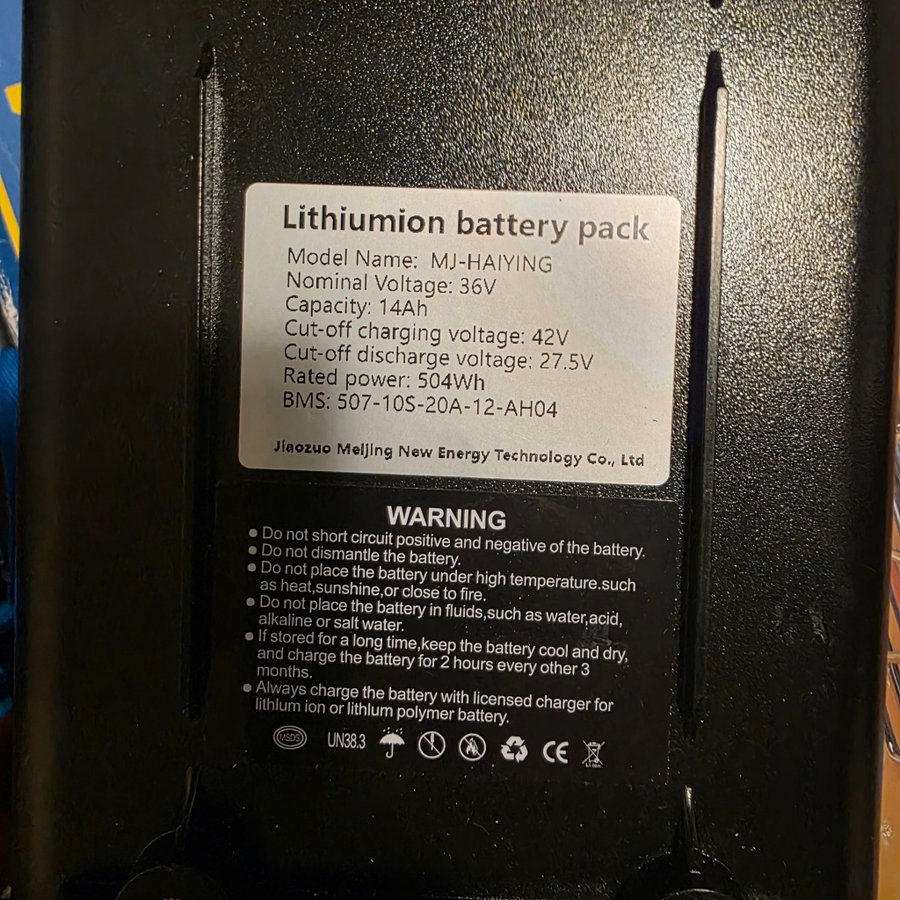 Lithiumion battery pack
Model Name: MJ-HAIYING
Nominal Voltage: 36V
Capacity: 14Ah
Cut-off charging voltage: 42V
Cut-off discharge voltage: 27.5V
Rated power: 504Wh
BMS: 507-10S-20A-12-AH04
Jiaozuo Meijing New Energy Technology Co., Ltd
WARNING
● Do not short circuit positive and negative of the battery.
● Do not dismantle the battery.
● Do not place the battery under high temperature.such
as heat,sunshine,or close to fire.
● Do not place the battery in fluids,such as water,acid,
alkaline or salt water.
● If stored for a long time,keep the battery cool and dry,
and charge the battery for 2 hours every other 3
months.
● Always charge the battery with licensed charger for
lithlum ion or lithlum polymer battery.
MSDS UN38.3 CE Li-ion